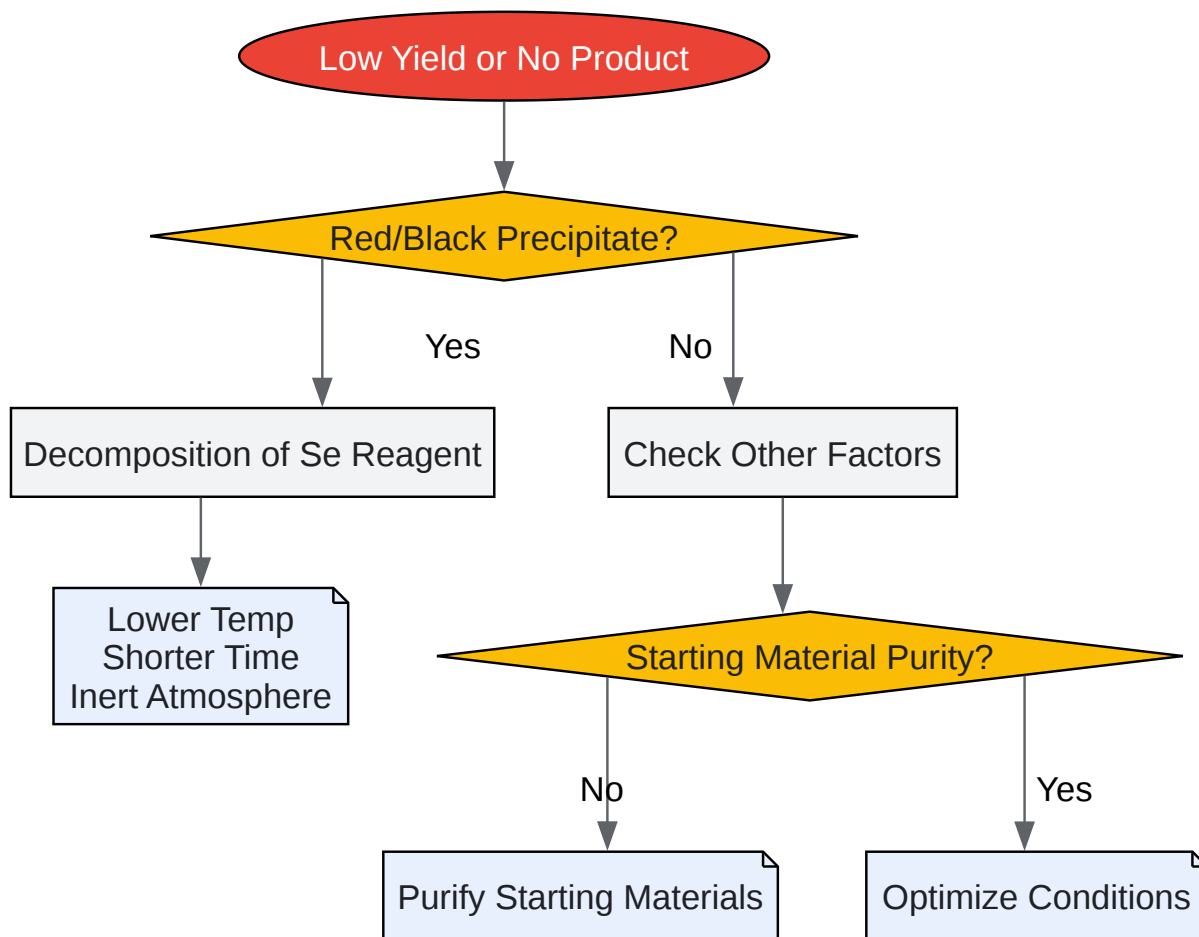 Low Yield or No Product
Red/Black Precipitate?
Yes
No
Decomposition of Se Reagent
Check Other Factors
Lower Temp
Shorter Time
Inert Atmosphere
Starting Material Purity?
No
Yes
Purify Starting Materials
Optimize Conditions